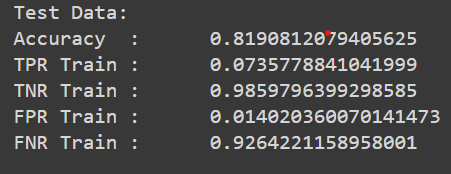 Test Data:
Accuracy : 0.8190812079405625
TPR Train : 0.0735778841041999
TNR Train : 0.9859796399298585
FPR Train : 0.014020360070141473
FNR Train : 0.9264221158958001